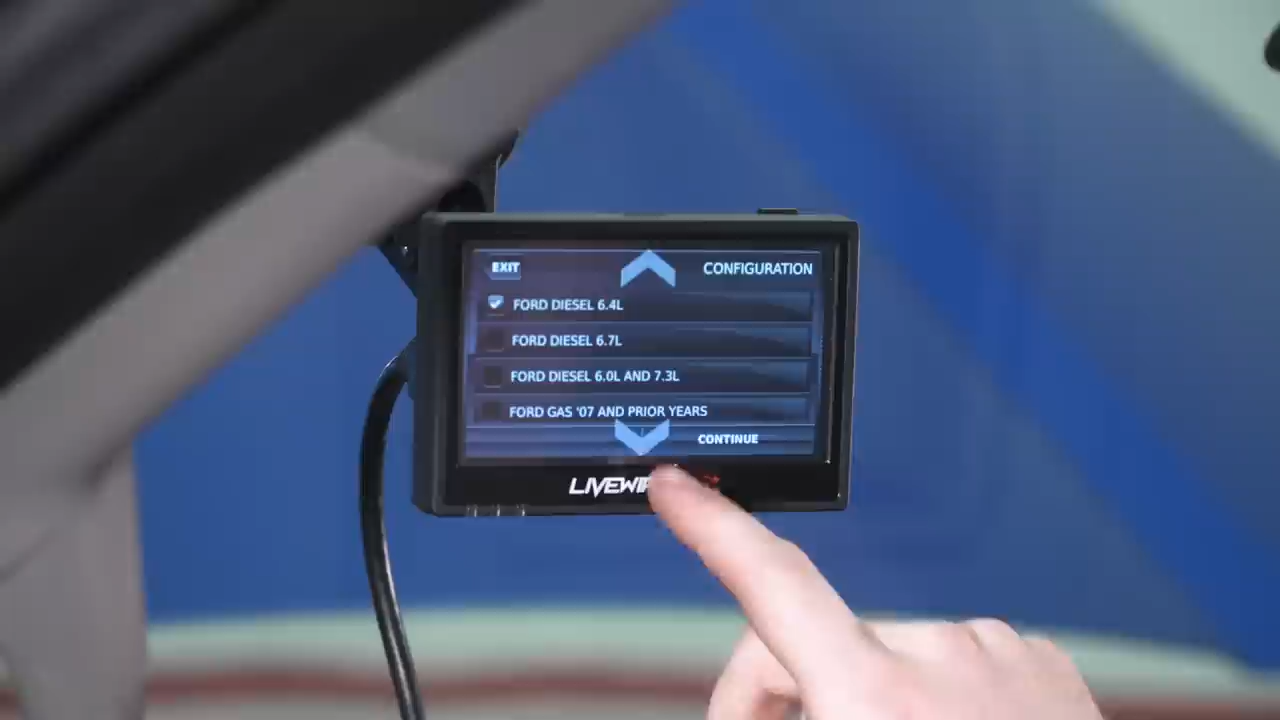 EXIT
CONFIGURATION
FORD DIESEL 6.4L
FORD DIESEL 6.7L
FORD DIESEL 6.0L AND 7.3L
FORD GAS '07 AND PRIOR YEARS
CONTINUE